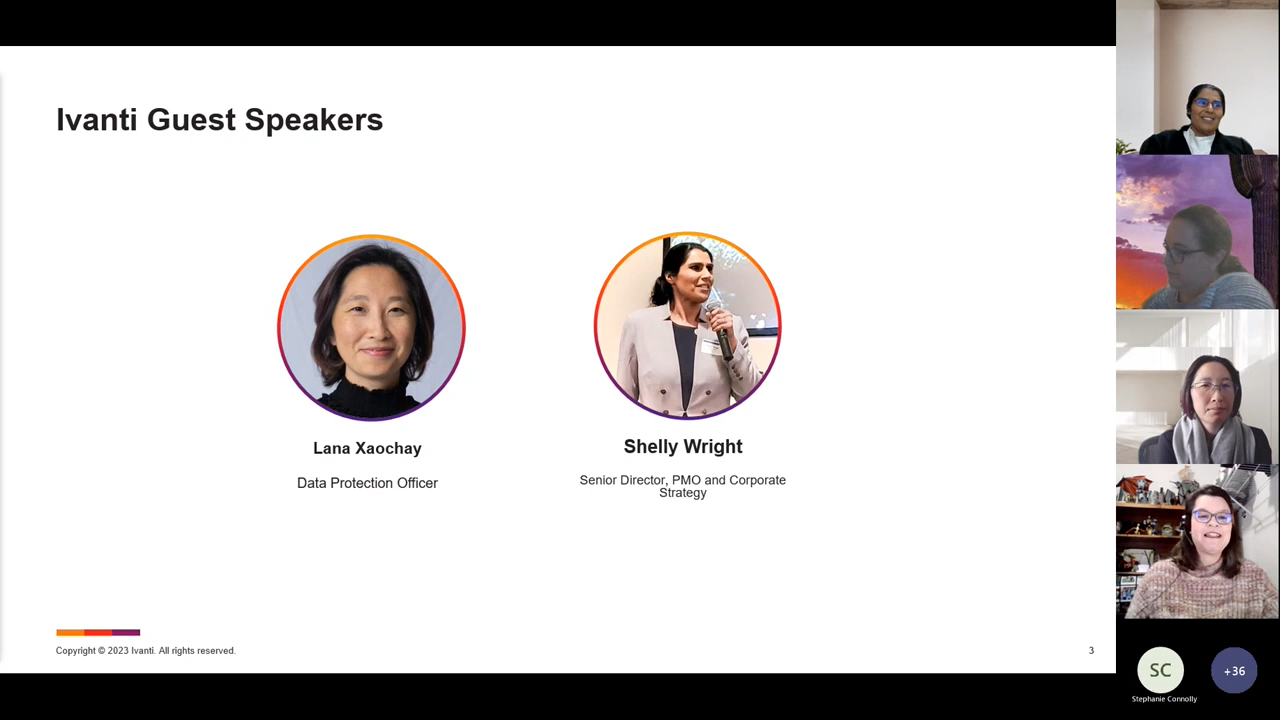 Ivanti Guest Speakers
Lana Xaochay
Data Protection Officer
Shelly Wright
Senior Director, PMO and Corporate
Strategy
Copyright © 2023 Ivanti. All rights reserved.
3
SC
+36
Stephanie Connolly